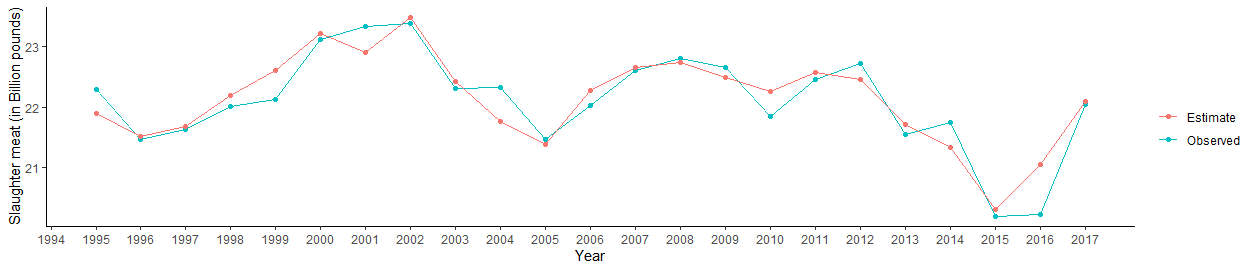 Slaughter meat (in Billion pounds)
23
22
21
1994 1995 1996 1997 1998 1999 2000 2001 2002 2003 2004 2005 2006 2007 2008 2009 2010 2011 2012 2013 2014 2015 2016 2017
Year
Estimate
Observed